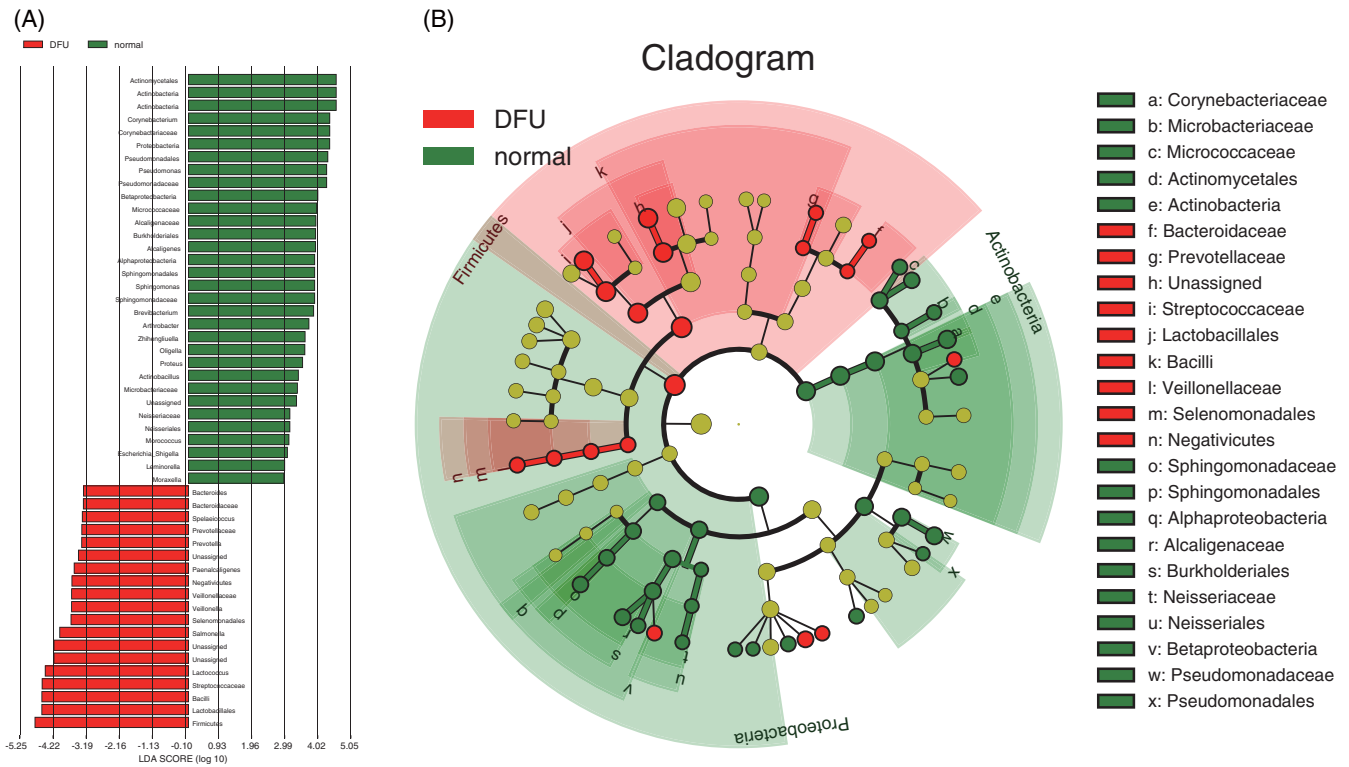 (A)
DFU normal
Actinomycetales
Actinobacteria
Actinobacteria
Corynebacterium
Corynebacteriaceae
Proteobacteria
Pseudomonadales
Pseudomonas
Pseudomonadaceae
Betaproteobacteria
Micrococcaceae
Alcaligenaceae
Burkholderiales
Alcaligenes
Alphaproteobacteria
Sphingomonadales
Sphingomonas
Sphingomonadaceae
Brevibacterium
Arthrobacter
Zhihengliuella
Oligella
Proteus
Actinobacillus
Microbacteriaceae
Unassigned
Neisseriaceae
Neisseriales
Morococcus
Escherichia_Shigella
Leminorella
Moraxella
Bacteroides
Bacteroidaceae
Spelaeicoccus
Prevotellaceae
Prevotella
Unassigned
Paenalcaligenes
Negativicutes
Veillonellaceae
Veillonella
Selenomonadales
Salmonella
Unassigned
Unassigned
Lactococcus
Streptococcaceae
Bacilli
Lactobacillales
Firmicutes
-5.25 -4.22 -3.19 -2.16 -1.13 -0.10 0.93 1.96 2.99 4.02 5.05
LDA SCORE (log 10)
(B)
Cladogram
DFU
normal
Firmicutes
i
j
h
k
g
f
c
b
a
d
e
Actinobacteria
w
x
Proteobacteria
t
u
r
s
v
o
p
q
m
n
a: Corynebacteriaceae
b: Microbacteriaceae
c: Micrococcaceae
d: Actinomycetales
e: Actinobacteria
f: Bacteroidaceae
g: Prevotellaceae
h: Unassigned
i: Streptococcaceae
j: Lactobacillales
k: Bacilli
l: Veillonellaceae
m: Selenomonadales
n: Negativicutes
o: Sphingomonadaceae
p: Sphingomonadales
q: Alphaproteobacteria
r: Alcaligenaceae
s: Burkholderiales
t: Neisseriaceae
u: Neisseriales
v: Betaproteobacteria
w: Pseudomonadaceae
x: Pseudomonadales